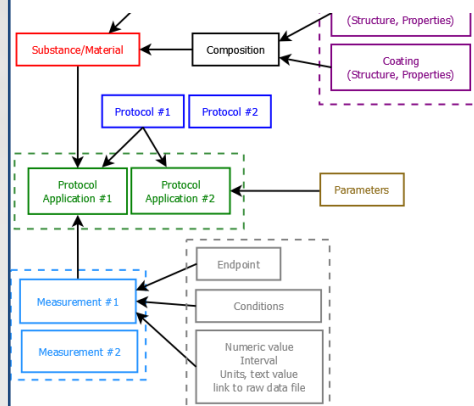 (Structure, Properties)
Substance/Material
Composition
Coating
(Structure, Properties)
Protocol #1
Protocol #2
Protocol
Application #1
Protocol
Application #2
Parameters
Endpoint
Measurement #1
Conditions
Measurement #2
Numeric value
Interval
Units, text value
link to raw data file